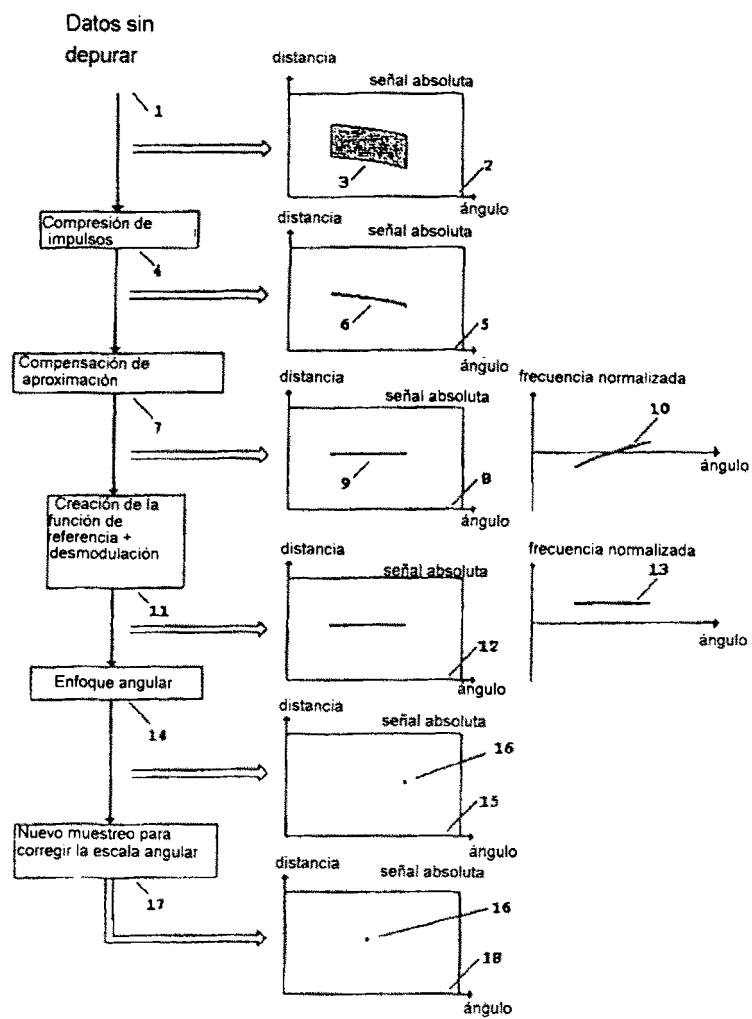 Datos sin
depurar
distancia
señal absoluta
1
3
2
ángulo
Compresión de
impulsos
4
distancia
señal absoluta
6
5
ángulo
Compensación de
aproximación
7
distancia
señal absoluta
9
8
ángulo
frecuencia normalizada
10
ángulo
Creación de la
función de
referencia +
desmodulación
11
distancia
señal absoluta
12
ángulo
frecuencia normalizada
13
ángulo
Enfoque angular
14
distancia
señal absoluta
16
15
ángulo
Nuevo muestreo para
corregir la escala angular
17
distancia
señal absoluta
16
18
ángulo